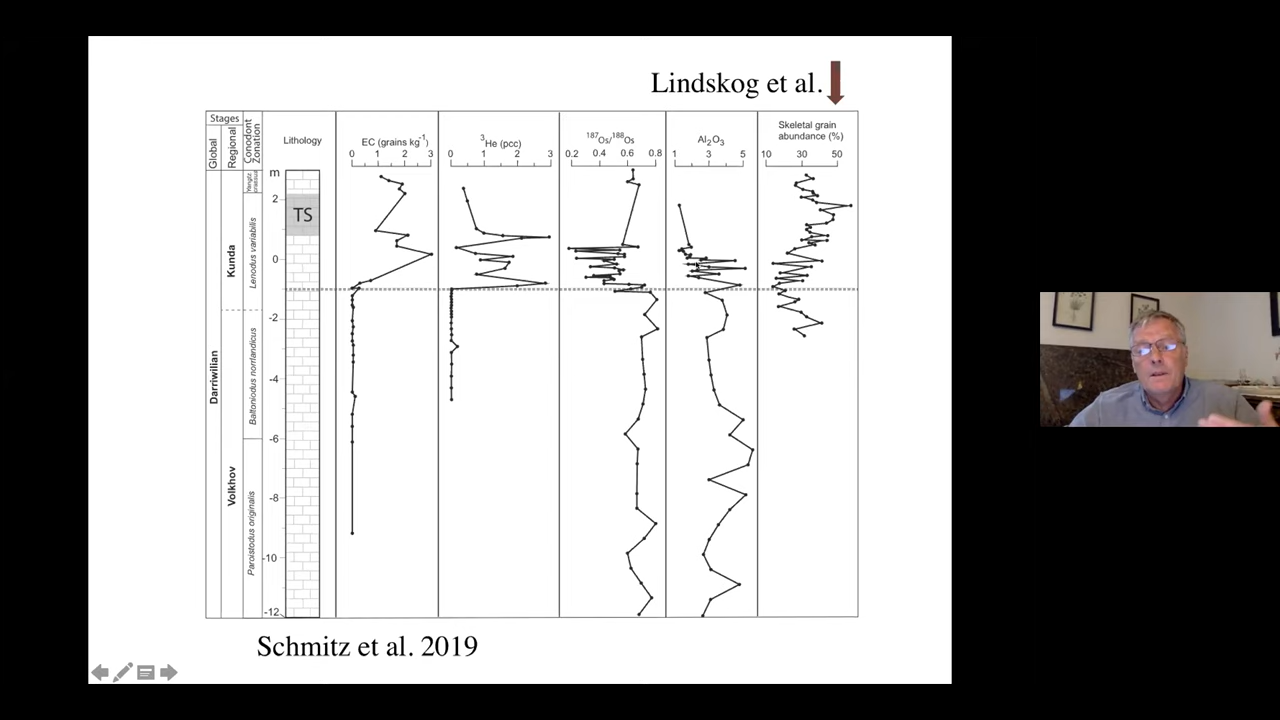 Lindskog et al.
Stages
Global
Regional
Conodont Zonation
Lithology
EC (grains kg-1)
0 1 2 3
3He (pcc)
0 1 2 3
187Os/188Os
0.2 0.4 0.6 0.8
Al2O3
1 3 5
Skeletal grain
abundance (%)
10 30 50
m
2
0
-2
-4
-6
-8
-10
-12
TS
Darriwilian
Kunda
Volkhov
Lenodus variabilis
Baltoniodus norrlandicus
Paroistodus originalis
Schmitz et al. 2019